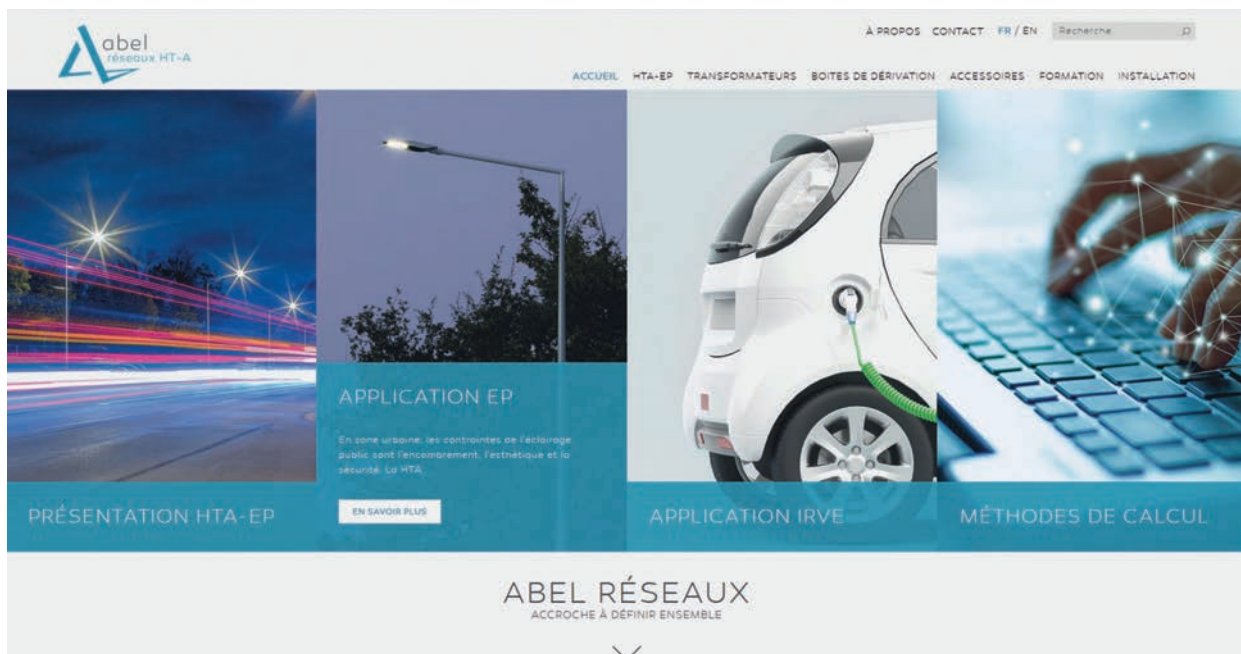 abel
réseaux HT-A
À PROPOS CONTACT FR / EN Recherche
ACCUEIL HTA-EP TRANSFORMATEURS BOITES DE DÉRIVATION ACCESSOIRES FORMATION INSTALLATION
PRÉSENTATION HTA-EP
APPLICATION EP
En zone urbaine, les contraintes de l'éclairage
public sont l'encombrement, l'esthétique et la
sécurité. La HTA
EN SAVOIR PLUS
APPLICATION IRVE
MÉTHODES DE CALCUL
ABEL RÉSEAUX
ACCROCHE À DÉFINIR ENSEMBLE